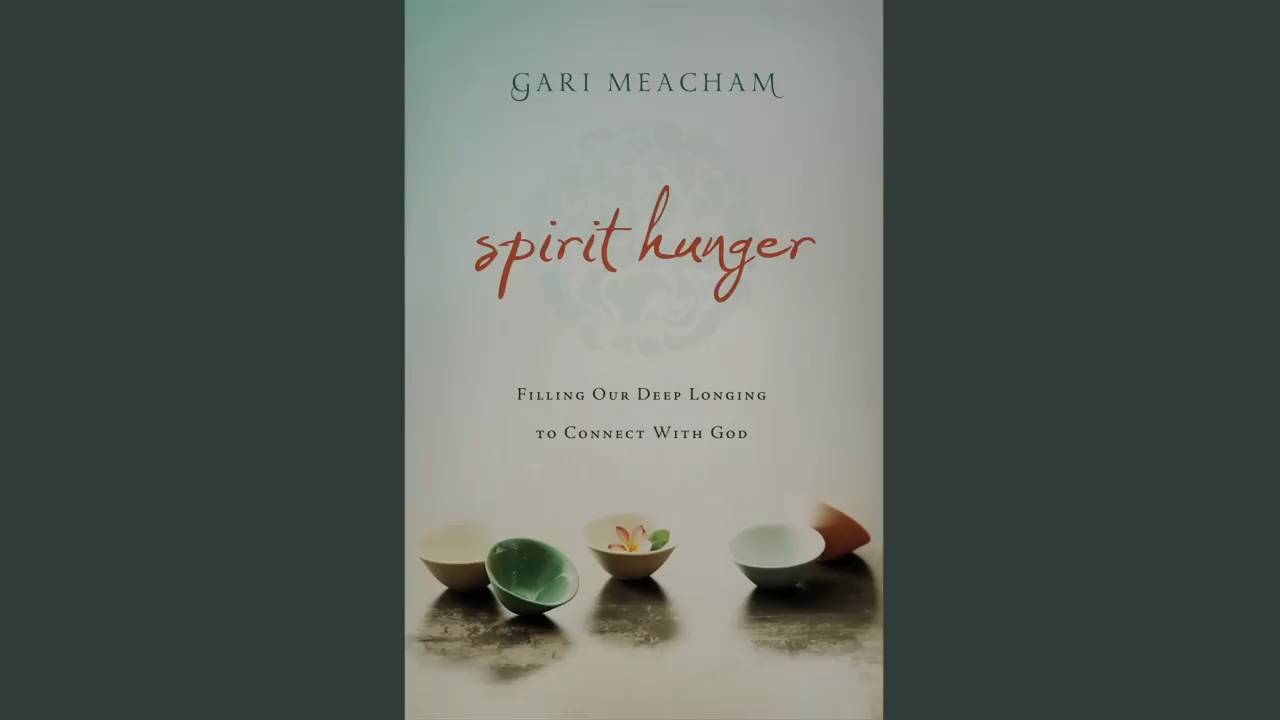 GARI MEACHAM
spirit hunger
Filling Our Deep Longing
to Connect With God